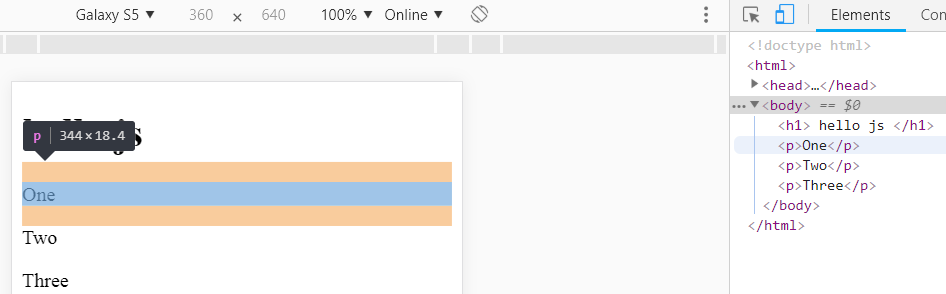 Galaxy S5 ▼ 360 × 640 100% ▼ Online ▼
Elements Con
p 344×18.4
One
Two
Three
<!doctype html>
<html>
▶<head>…</head>
…▼<body> == $0
<h1> hello js </h1>
<p>One</p>
<p>Two</p>
<p>Three</p>
</body>
</html>